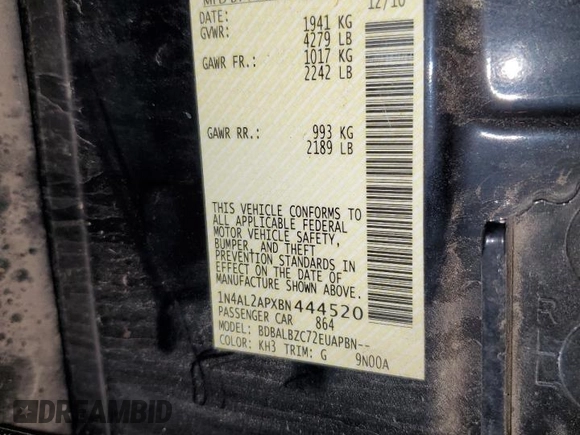 12/10
DATE:
GVWR: 1941 KG
4279 LB
GAWR FR.: 1017 KG
2242 LB
GAWR RR.: 993 KG
2189 LB
THIS VEHICLE CONFORMS TO
ALL APPLICABLE FEDERAL
MOTOR VEHICLE SAFETY,
BUMPER, AND THEFT
PREVENTION STANDARDS IN
EFFECT ON THE DATE OF
MANUFACTURE SHOWN ABOVE.
1N4AL2APXBN444520
PASSENGER CAR 864
MODEL: BDBALBZC72EUAPBN--
COLOR: KH3 TRIM: G 9N00A
DREAMBID